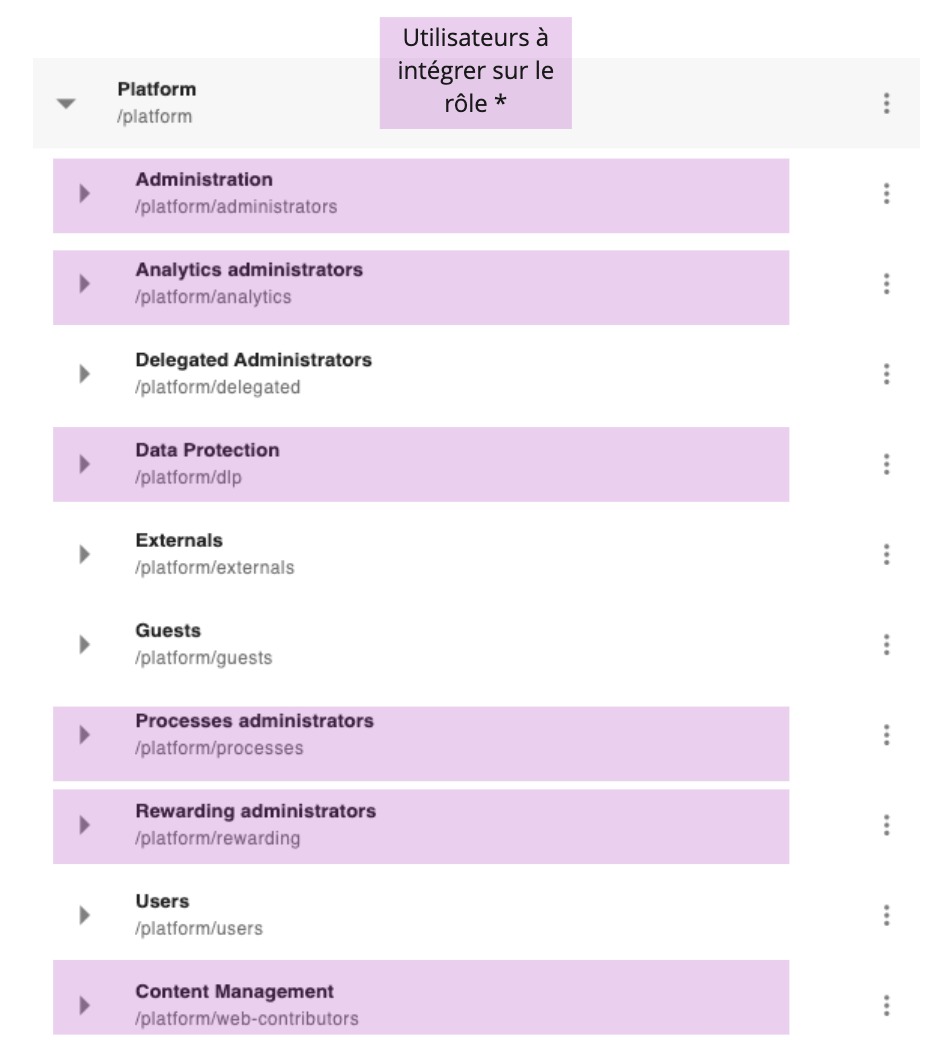 Utilisateurs à
intégrer sur le
rôle *
Platform
/platform
Administration
/platform/administrators
Analytics administrators
/platform/analytics
Delegated Administrators
/platform/delegated
Data Protection
/platform/dlp
Externals
/platform/externals
Guests
/platform/guests
Processes administrators
/platform/processes
Rewarding administrators
/platform/rewarding
Users
/platform/users
Content Management
/platform/web-contributors